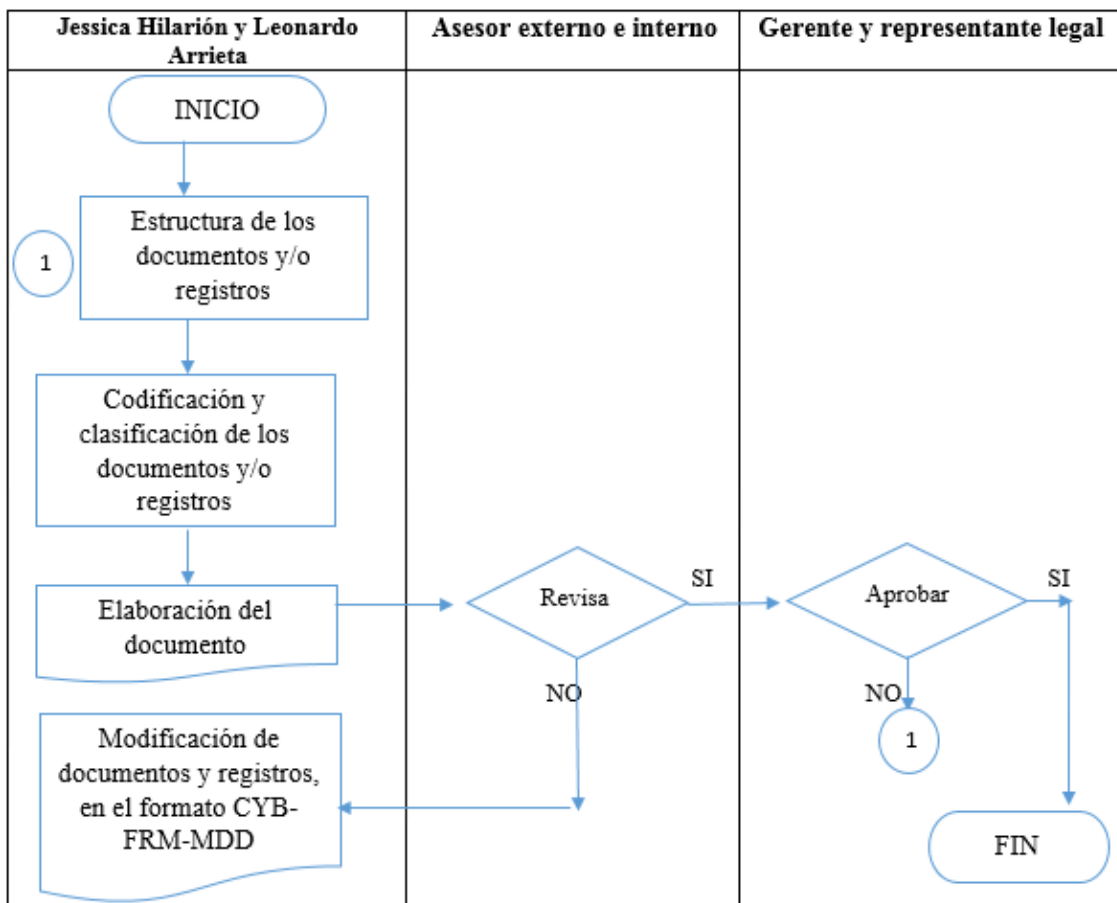 Jessica Hilarión y Leonardo
Arrieta
Asesor externo e interno
Gerente y representante legal
INICIO
1
Estructura de los
documentos y/o
registros
Codificación y
clasificación de los
documentos y/o
registros
Elaboración del
documento
Revisa
SI
NO
Aprobar
SI
NO
1
Modificación de
documentos y registros,
en el formato CYB-
FRM-MDD
FIN